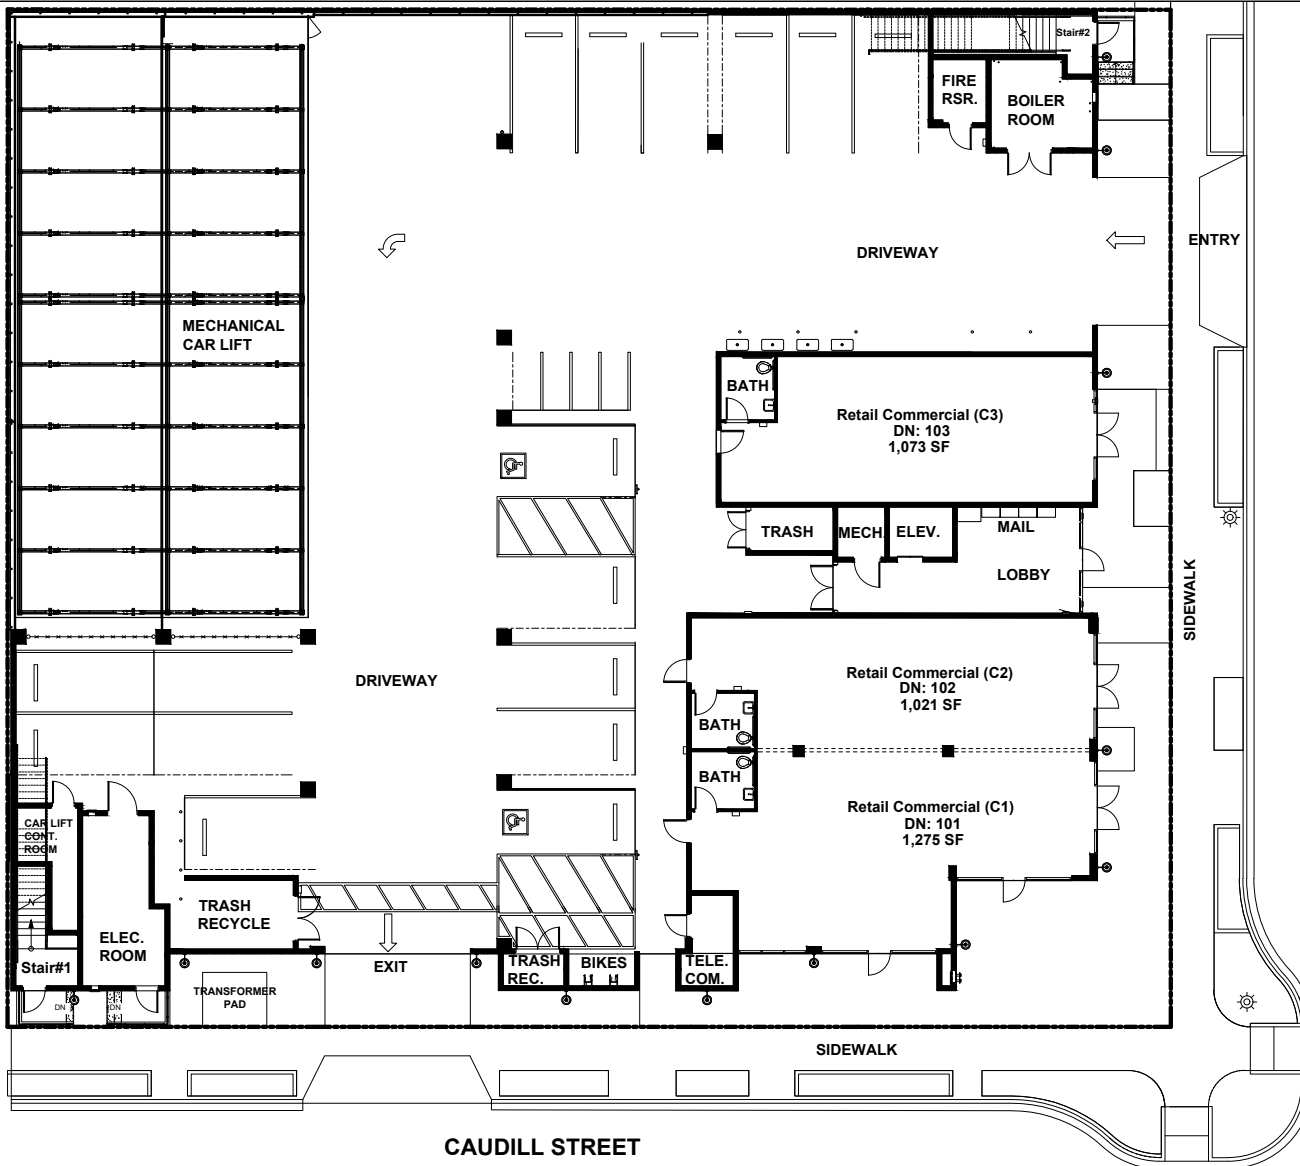 Stair#2
FIRE
RSR.
BOILER
ROOM
ENTRY
DRIVEWAY
MECHANICAL
CAR LIFT
BATH
Retail Commercial (C3)
DN: 103
1,073 SF
TRASH
MECH.
ELEV.
MAIL
LOBBY
SIDEWALK
DRIVEWAY
Retail Commercial (C2)
DN: 102
1,021 SF
BATH
BATH
Retail Commercial (C1)
DN: 101
1,275 SF
CAR LIFT
CONT.
ROOM
TRASH
RECYCLE
ELEC.
ROOM
Stair#1
EXIT
TRASH
REC.
BIKES
TELE.
COM.
TRANSFORMER
PAD
DN
DN
SIDEWALK
CAUDILL STREET